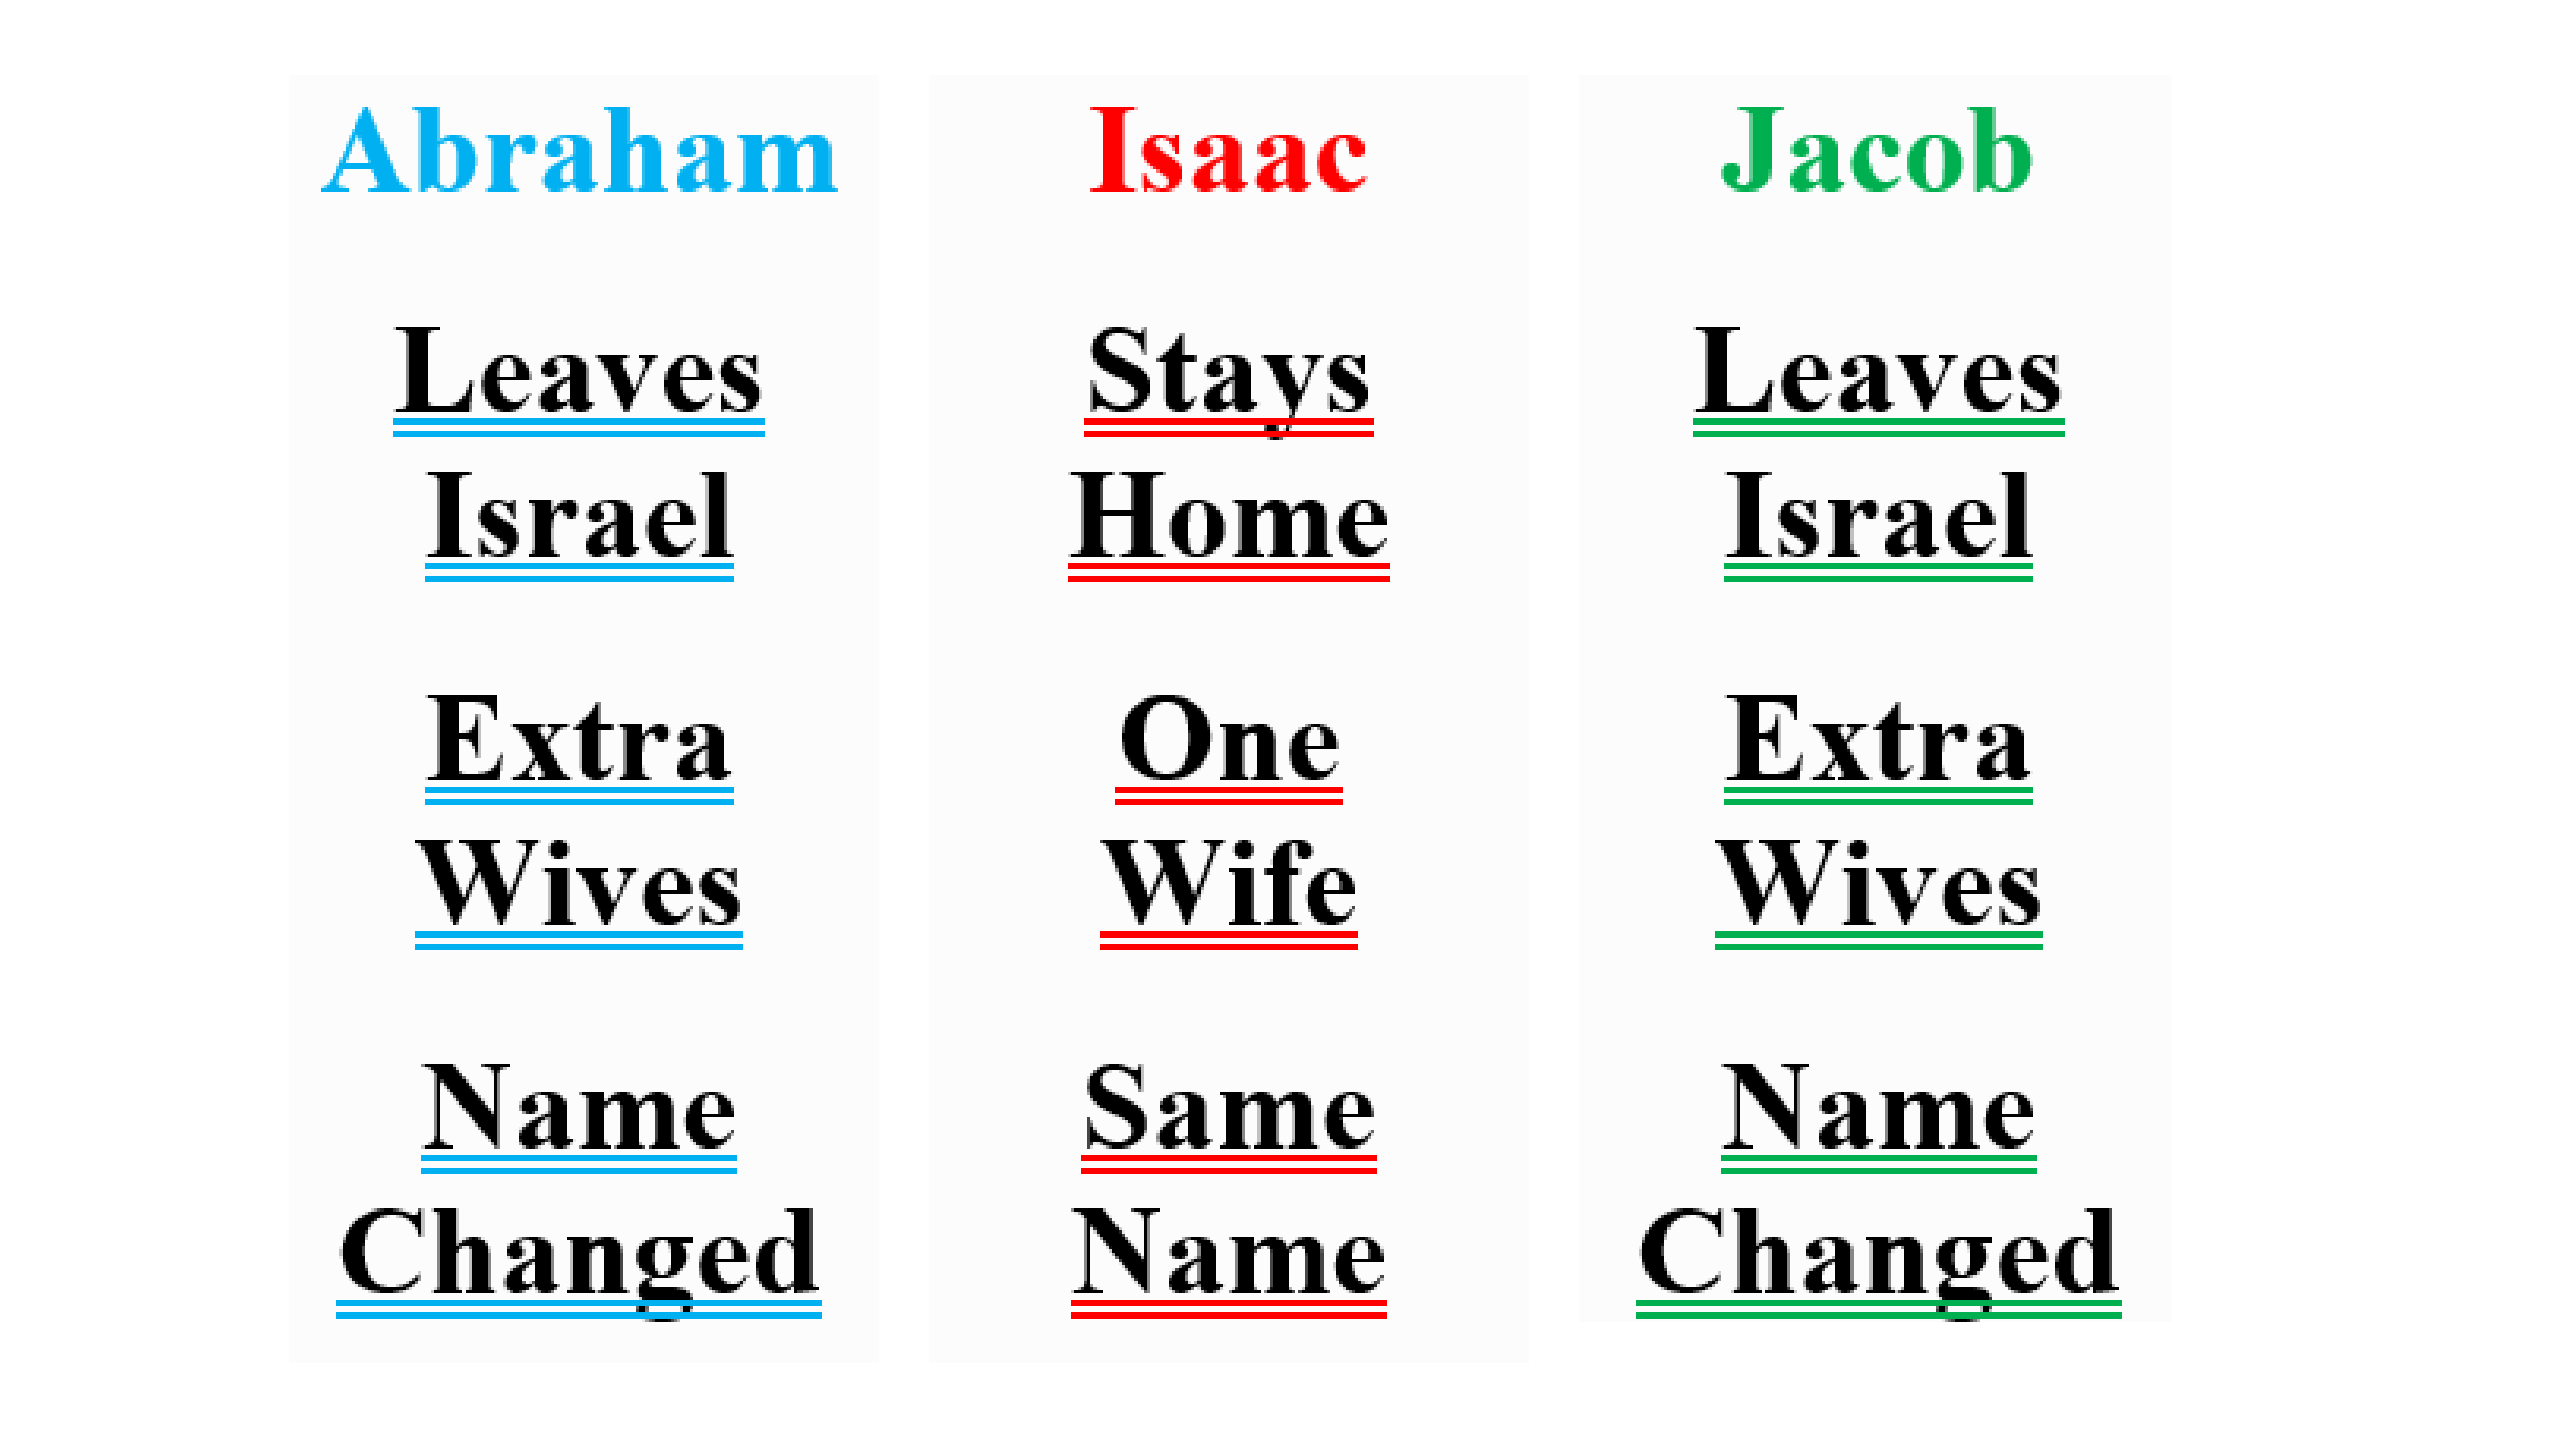 Abraham
Leaves
Israel
Extra
Wives
Name
Changed
Isaac
Stays
Home
One
Wife
Same
Name
Jacob
Leaves
Israel
Extra
Wives
Name
Changed